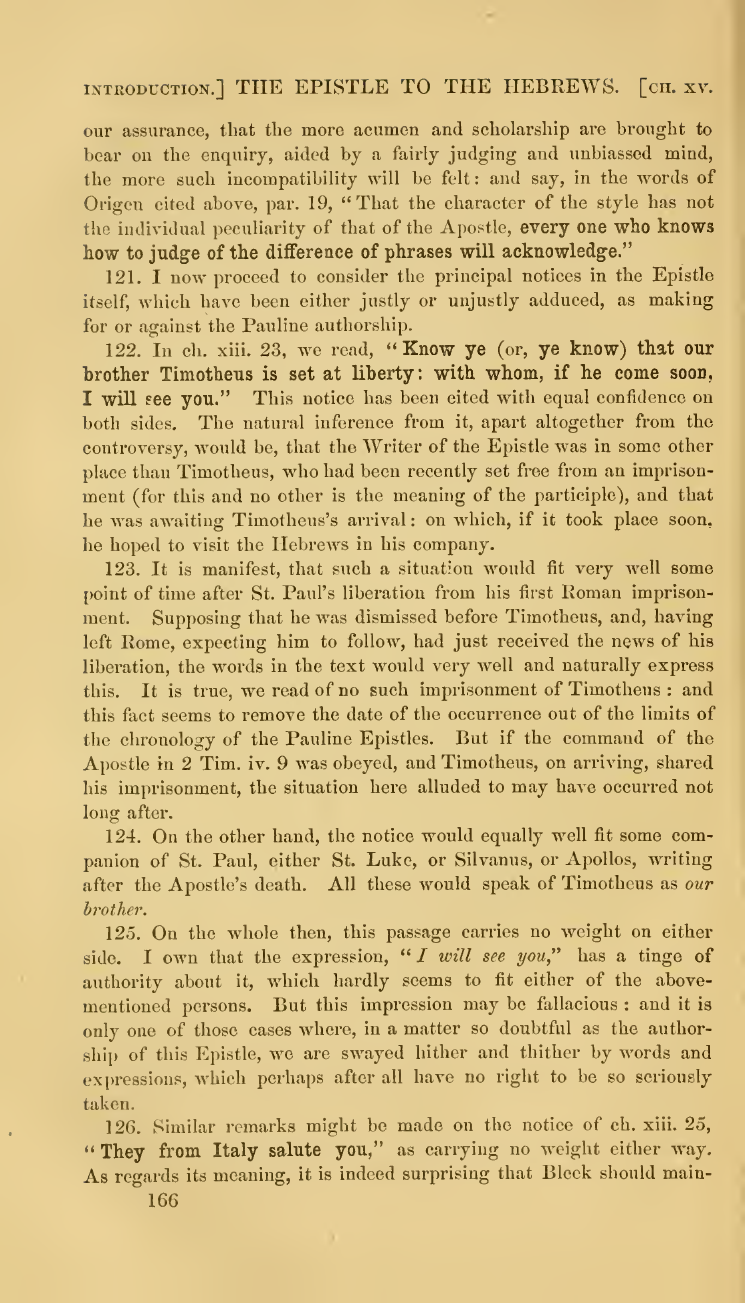 INTRODUCTION.] THE EPISTLE TO THE HEBREWS. [CH. XV.
our assurance, that the more acumen and scholarship are brought to
bear on the enquiry, aided by a fairly judging and unbiassed mind,
the more such incompatibility will be felt: and say, in the words of
Origen cited above, par. 19, “That the character of the style has not
the individual peculiarity of that of the Apostle, every one who knows
how to judge of the difference of phrases will acknowledge.”
121. I now proceed to consider the principal notices in the Epistle
itself, which have been either justly or unjustly adduced, as making
for or against the Pauline authorship.
122. In ch. xiii. 23, we read, “Know ye (or, ye know) that our
brother Timotheus is set at liberty: with whom, if he come soon,
I will see you.” This notice has been cited with equal confidence on
both sides. The natural inference from it, apart altogether from the
controversy, would be, that the Writer of the Epistle was in some other
place than Timotheus, who had been recently set free from an imprison-
ment (for this and no other is the meaning of the participle), and that
he was awaiting Timotheus's arrival: on which, if it took place soon,
he hoped to visit the Hebrews in his company.
123. It is manifest, that such a situation would fit very well some
point of time after St. Paul's liberation from his first Roman imprison-
ment. Supposing that he was dismissed before Timotheus, and, having
left Rome, expecting him to follow, had just received the news of his
liberation, the words in the text would very well and naturally express
this. It is true, we read of no such imprisonment of Timotheus: and
this fact seems to remove the date of the occurrence out of the limits of
the chronology of the Pauline Epistles. But if the command of the
Apostle in 2 Tim. iv. 9 was obeyed, and Timotheus, on arriving, shared
his imprisonment, the situation here alluded to may have occurred not
long after.
124. On the other hand, the notice would equally well fit some com-
panion of St. Paul, either St. Luke, or Silvanus, or Apollos, writing
after the Apostle's death. All these would speak of Timotheus as our
brother.
125. On the whole then, this passage carries no weight on either
side. I own that the expression, “I will see you,” has a tinge of
authority about it, which hardly seems to fit either of the above-
mentioned persons. But this impression may be fallacious: and it is
only one of those cases where, in a matter so doubtful as the author-
ship of this Epistle, we are swayed hither and thither by words and
expressions, which perhaps after all have no right to be so seriously
taken.
126. Similar remarks might be made on the notice of ch. xiii. 25,
“They from Italy salute you,” as carrying no weight either way.
As regards its meaning, it is indeed surprising that Bleek should main-
166